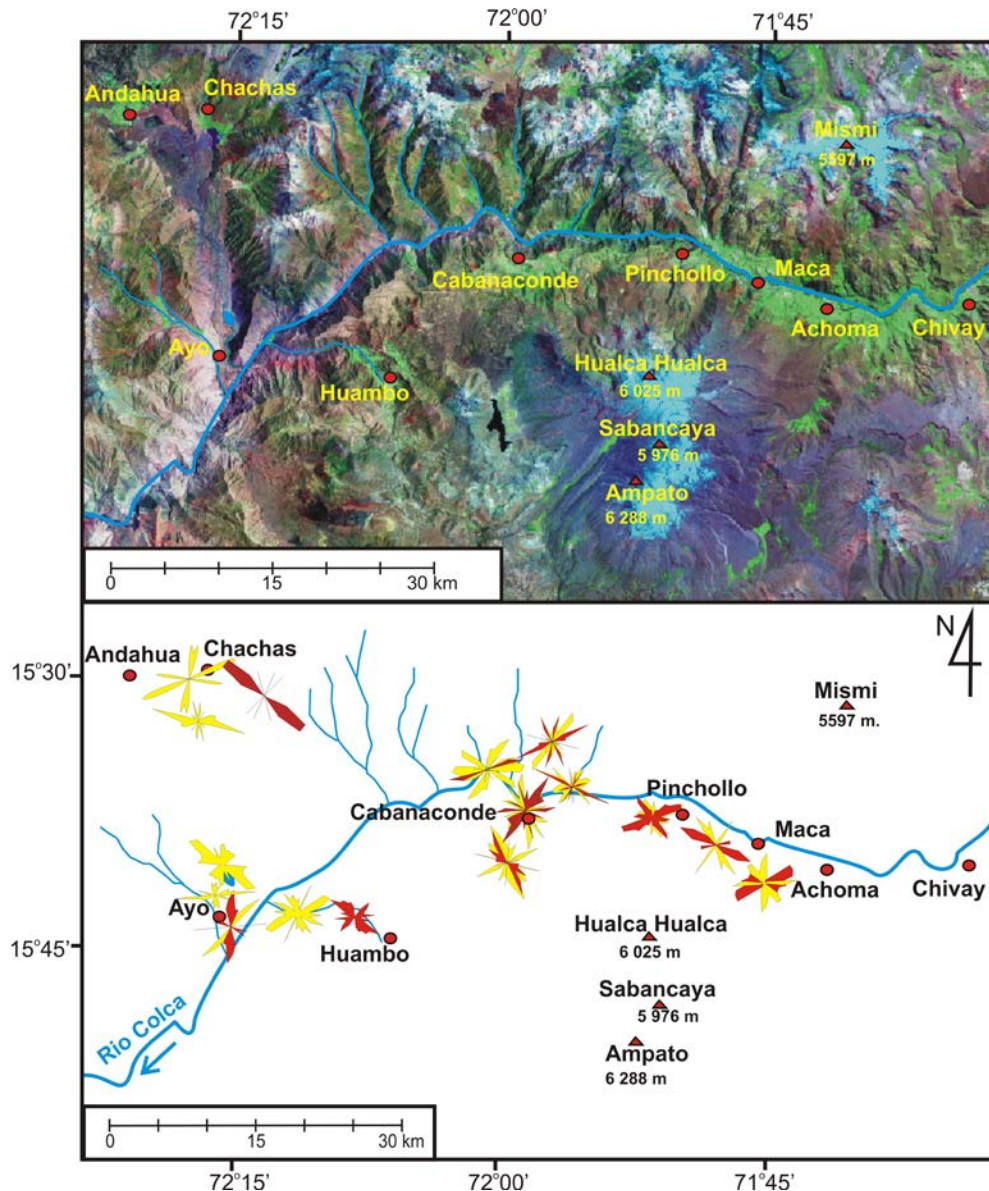 72°15' 72°00' 71°45'
Andahua Chachas
Mismi
5597 m
Cabanaconde Pinchollo Maca
Achoma Chivay
Ayo
Huambo
Hualca Hualca
6 025 m
Sabancaya
5 976 m
Ampato
6 288 m
0 15 30 km
N
15°30'
Andahua Chachas
Mismi
5597 m.
Cabanaconde Pinchollo
Maca
Achoma Chivay
Ayo
Huambo
15°45'
Hualca Hualca
6 025 m
Sabancaya
5 976 m
Ampato
6 288 m
Rio Colca
0 15 30 km
72°15' 72°00' 71°45'